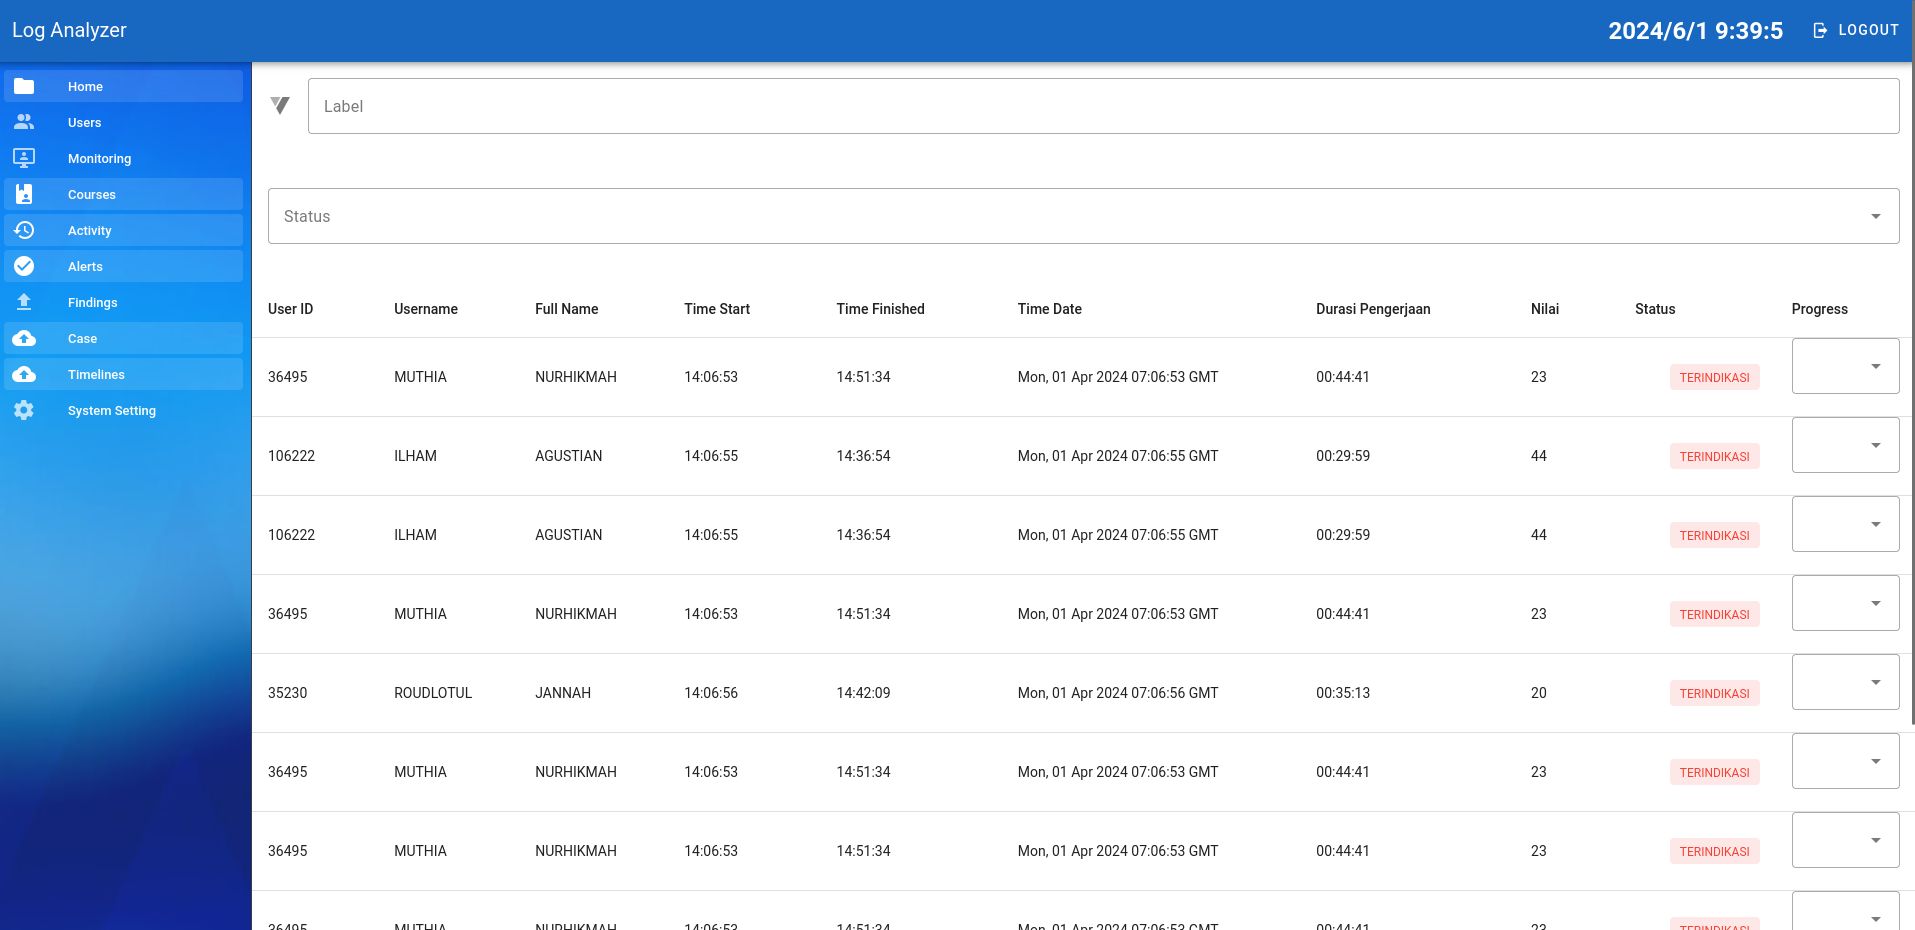 Log Analyzer
2024/6/1 9:39:5
LOGOUT
Home
Users
Monitoring
Courses
Activity
Alerts
Findings
Case
Timelines
System Setting
Label
Status
User ID Username Full Name Time Start Time Finished Time Date Durasi Pengerjaan Nilai Status Progress
36495 MUTHIA NURHIKMAH 14:06:53 14:51:34 Mon, 01 Apr 2024 07:06:53 GMT 00:44:41 23 TERINDIKASI
106222 ILHAM AGUSTIAN 14:06:55 14:36:54 Mon, 01 Apr 2024 07:06:55 GMT 00:29:59 44 TERINDIKASI
106222 ILHAM AGUSTIAN 14:06:55 14:36:54 Mon, 01 Apr 2024 07:06:55 GMT 00:29:59 44 TERINDIKASI
36495 MUTHIA NURHIKMAH 14:06:53 14:51:34 Mon, 01 Apr 2024 07:06:53 GMT 00:44:41 23 TERINDIKASI
35230 ROUDLOTUL JANNAH 14:06:56 14:42:09 Mon, 01 Apr 2024 07:06:56 GMT 00:35:13 20 TERINDIKASI
36495 MUTHIA NURHIKMAH 14:06:53 14:51:34 Mon, 01 Apr 2024 07:06:53 GMT 00:44:41 23 TERINDIKASI
36495 MUTHIA NURHIKMAH 14:06:53 14:51:34 Mon, 01 Apr 2024 07:06:53 GMT 00:44:41 23 TERINDIKASI
36495 MUTHIA NURHIKMAH 14:06:53 14:51:34 Mon, 01 Apr 2024 07:06:53 GMT 00:44:41 23 TERINDIKASI